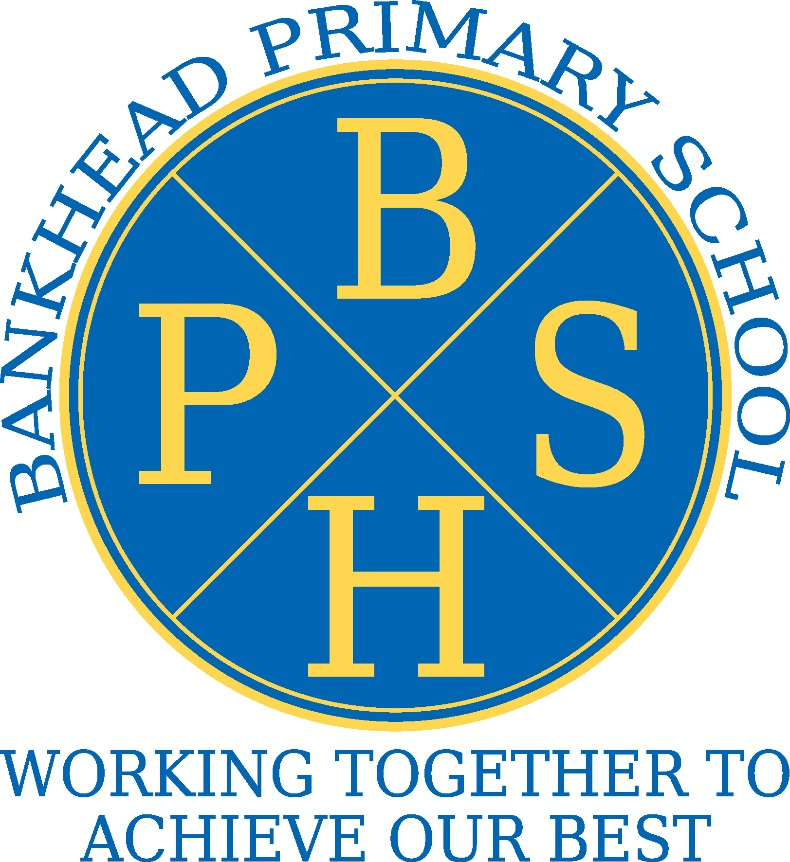 BANKHEAD PRIMARY SCHOOL
B
P S
H
WORKING TOGETHER TO
ACHIEVE OUR BEST